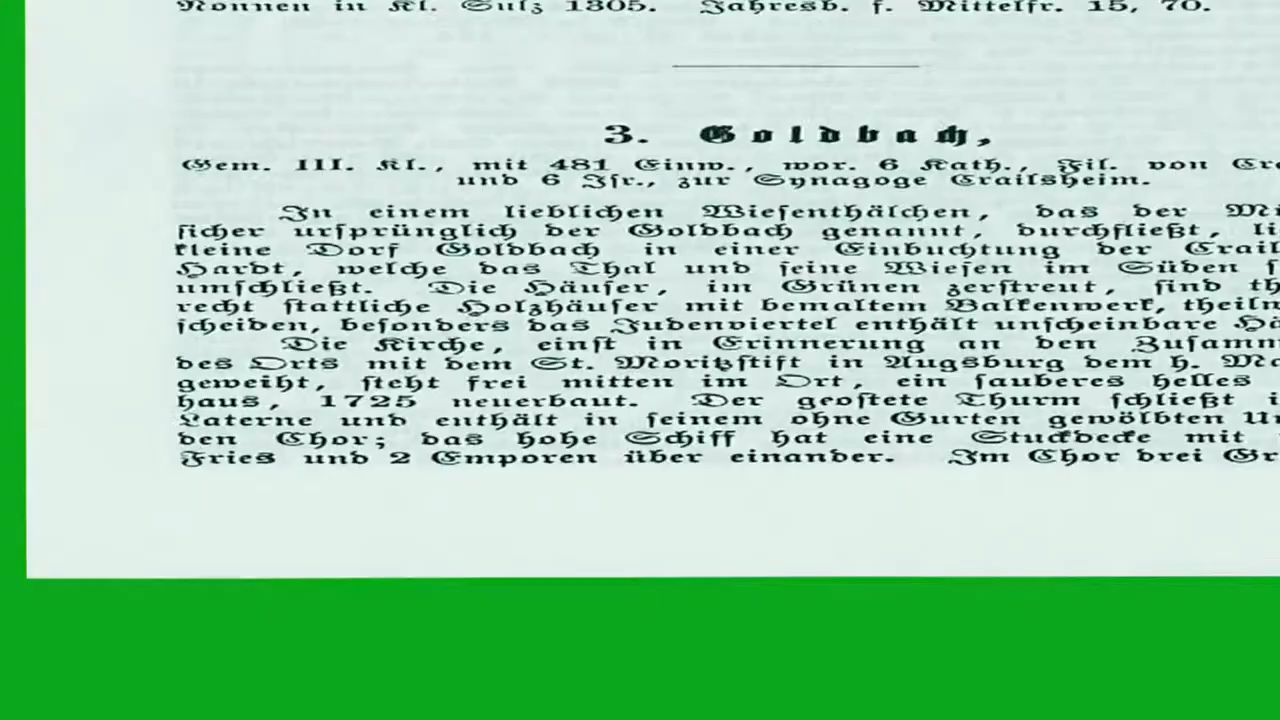 Nonnen in Kl. Sulz 1305. Jahresb. f. Mittelfr. 15, 70.
3. Goldbach,
Gem. III. Kl., mit 481 Einw., wor. 6 Kath., Fil. von
und 6 Isr., zur Synagoge Crailsheim.
In einem lieblichen Wiesenthälchen, das der
sicher ursprünglich der Goldbach genannt, durchfließt,
kleine Dorf Goldbach in einer Einbuchtung der
Hardt, welche das Thal und seine Wiesen im Süden
umschließt. Die Häuser, im Grünen zerstreut, sind
recht stattliche Holzhäuser mit bemaltem Balkenwerk,
scheiden, besonders das Judenviertel enthält unscheinbare
Die Kirche, einst in Erinnerung an den
des Orts mit dem St. Moritzstift in Augsburg dem h.
geweiht, steht frei mitten im Ort, ein sauberes helles
haus, 1725 neuerbaut. Der geostete Thurm schließt
Laterne und enthält in seinem ohne Gurten gewölbten
den Chor; das hohe Schiff hat eine Stuckdecke mit
Fries und 2 Emporen über einander. Im Chor drei